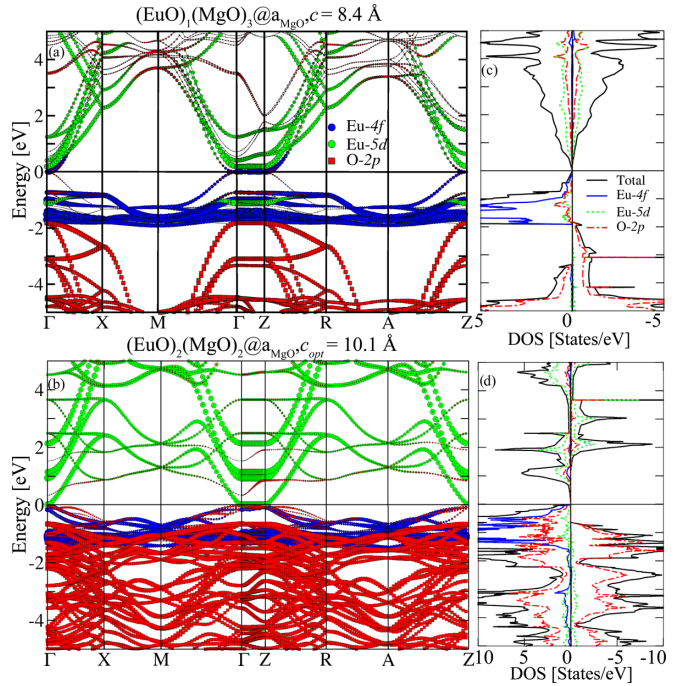 (EuO)1(MgO)3@aMgO,c = 8.4 Å
(a)
4
2
0
-2
-4
Energy [eV]
Eu-4f
Eu-5d
O-2p
Γ X M Γ Z R A Z
(c)
Total
Eu-4f
Eu-5d
O-2p
5 0 -5
DOS [States/eV]
(EuO)2(MgO)2@aMgO,copt = 10.1 Å
(b)
4
2
0
-2
-4
Energy [eV]
Γ X M Γ Z R A Z
(d)
10 5 0 -5 -10
DOS [States/eV]